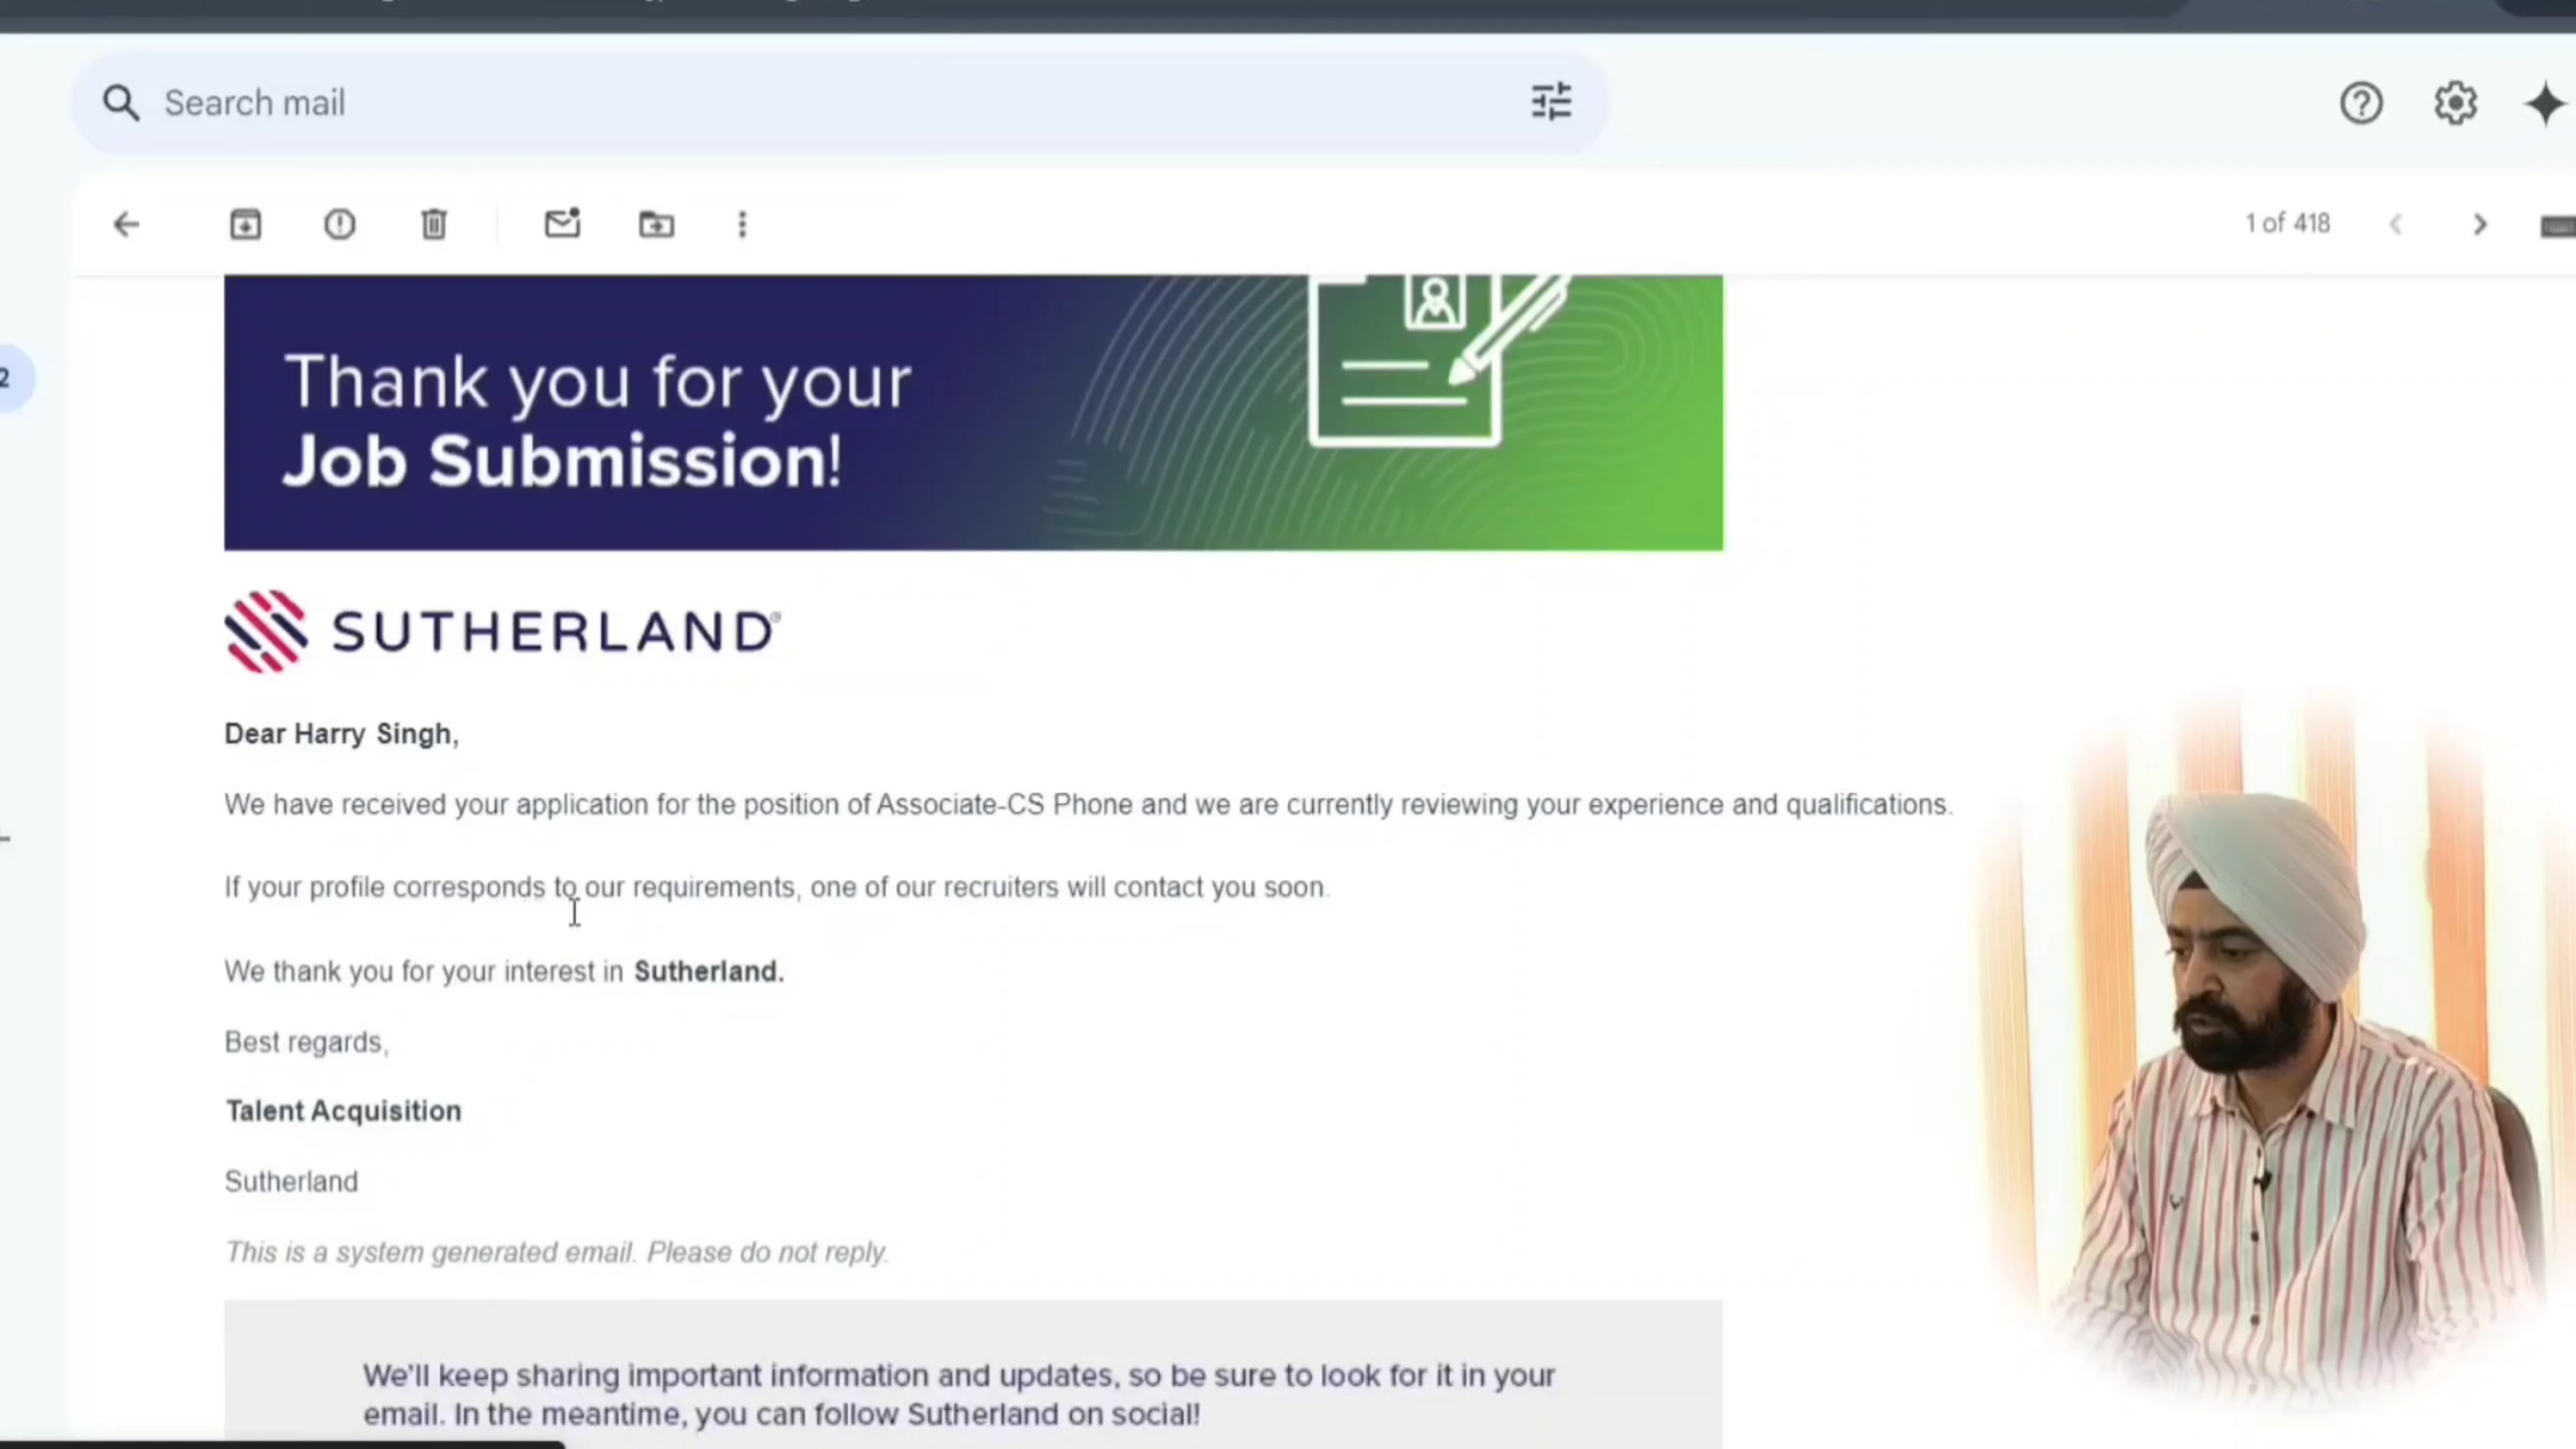 Search mail
1 of 418
2
Thank you for your
Job Submission!
SUTHERLAND
Dear Harry Singh,
We have received your application for the position of Associate-CS Phone and we are currently reviewing your experience and qualifications.
If your profile corresponds to our requirements, one of our recruiters will contact you soon.
We thank you for your interest in Sutherland.
Best regards,
Talent Acquisition
Sutherland
This is a system generated email. Please do not reply.
We'll keep sharing important information and updates, so be sure to look for it in your
email. In the meantime, you can follow Sutherland on social!